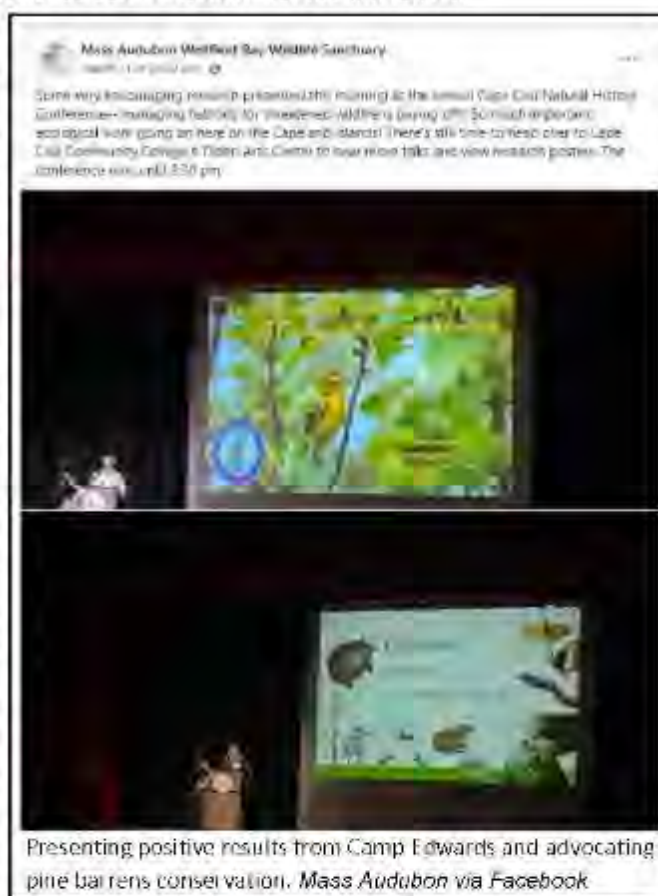 Mass Audubon Wellfleet Bay Wildlife Sanctuary
Some very encouraging research presented this morning at the annual Cape Cod Natural History
Conference-- managing habitats for threatened wildlife is paying off! So much important
ecological work going on here on the Cape and Islands! There's still time to head over to Cape
Cod Community College's Tilden Arts Center to hear more talks and view research posters. The
conference runs until 3:30 pm
Presenting positive results from Camp Edwards and advocating
pine barrens conservation. Mass Audubon via Facebook